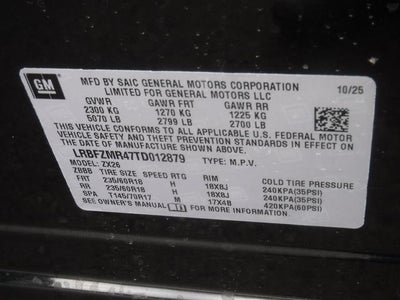 GM
MFD BY SAIC GENERAL MOTORS CORPORATION
LIMITED FOR GENERAL MOTORS LLC
10/25
GVWR GAWR FRT GAWR RR
2300 KG 1270 KG 1225 KG
5070 LB 2799 LB 2700 LB
THIS VEHICLE CONFORMS TO ALL APPLICABLE U.S. FEDERAL MOTOR
VEHICLE SAFETY AND THEFT PREVENTION STANDARDS IN EFFECT ON
THE DATE OF MANUFACTURE SHOWN ABOVE.
LRBFZMR47TD012879 TYPE: M.P.V.
MODEL: ZX26
ZBBB TIRE SIZE SPEED RTG RIM COLD TIRE PRESSURE
FRT 235/60R18 H 18X8J 240KPA(35PSI)
RR 235/60R18 H 18X8J 240KPA(35PSI)
SPA T145/70R17 M 17X4B 420KPA(60PSI)
SEE OWNER'S MANUAL FOR MORE INFORMATION.